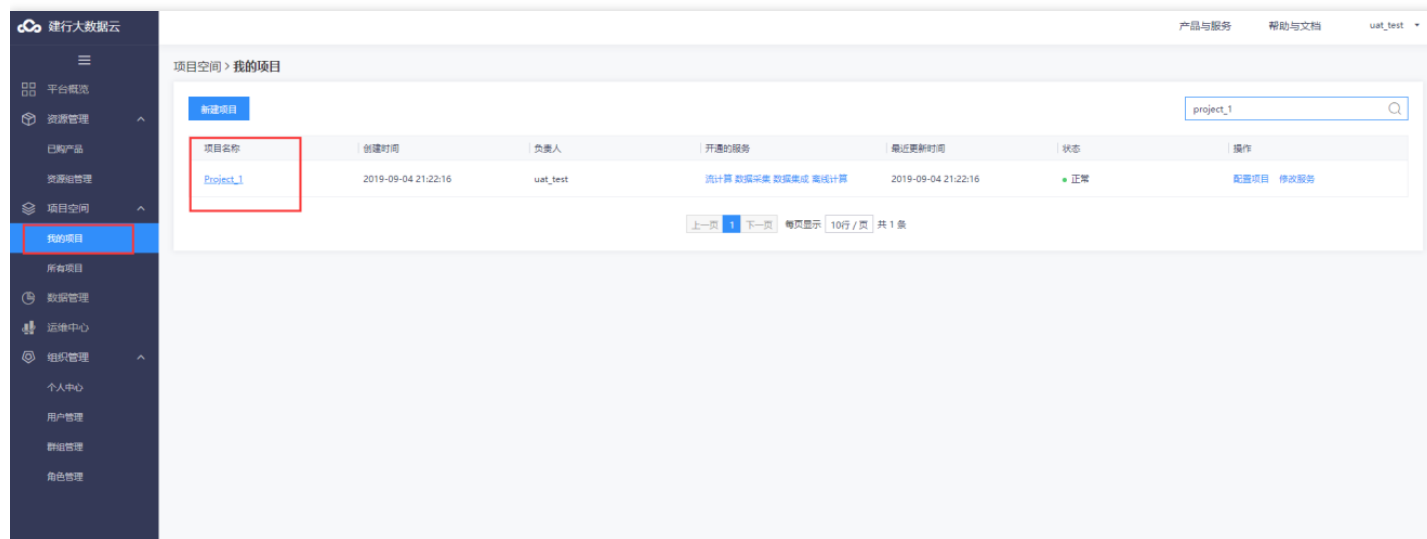 建行大数据云
产品与服务 帮助与文档 uat_test
项目空间 > 我的项目
平台概览
资源管理
已购产品
资源组管理
项目空间
我的项目
所有项目
数据管理
运维中心
组织管理
个人中心
用户管理
群组管理
角色管理
新建项目
project_1
项目名称 创建时间 负责人 开通的服务 最近更新时间 状态 操作
Project_1 2019-09-04 21:22:16 uat_test 流计算 数据采集 数据集成 离线计算 2019-09-04 21:22:16 正常 配置项目 修改服务
上一页 1 下一页 每页显示 10行 / 页 共 1 条